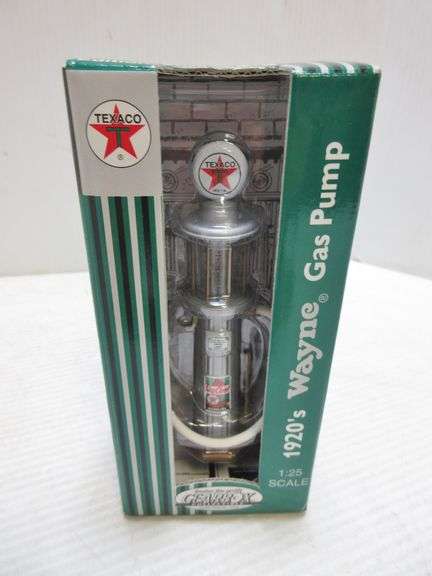 TEXACO
T
®
TEXACO
T
1920's Wayne® Gas Pump
1:25
SCALE
GEARBOX